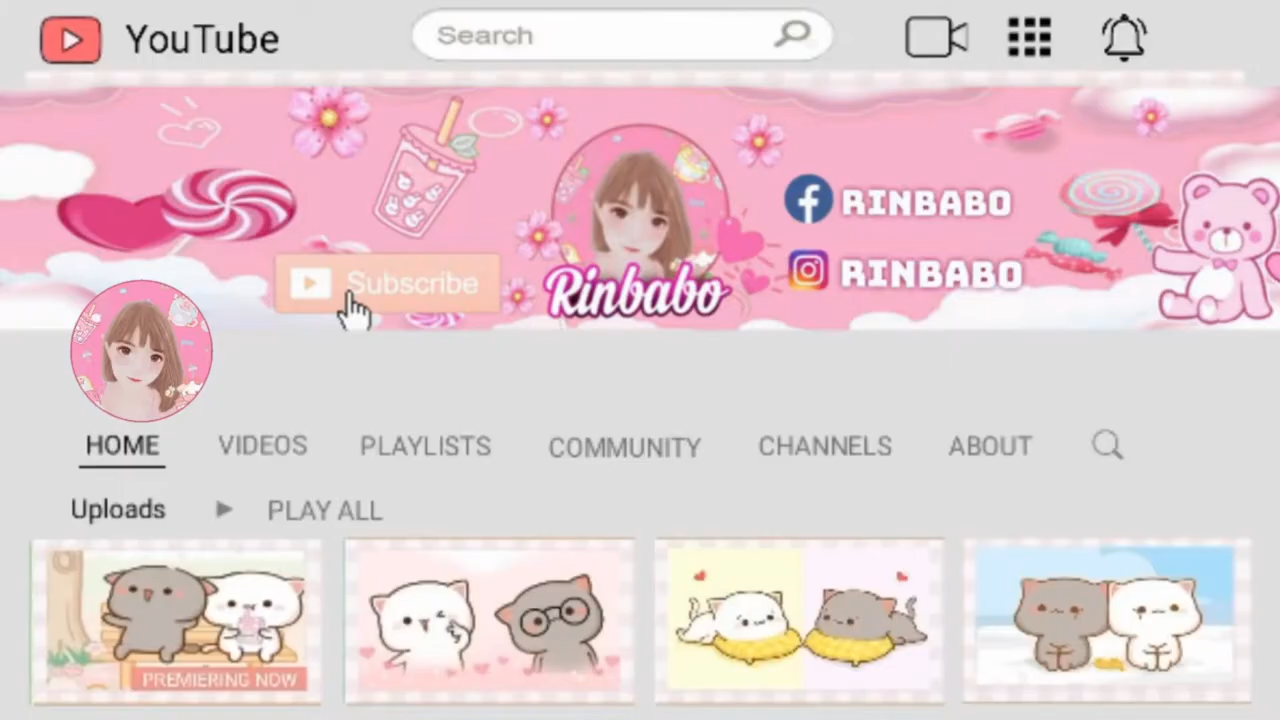 YouTube
Search
RINBABO
RINBABO
Rinbabo
Subscribe
HOME VIDEOS PLAYLISTS COMMUNITY CHANNELS ABOUT
Uploads PLAY ALL
PREMIERING NOW